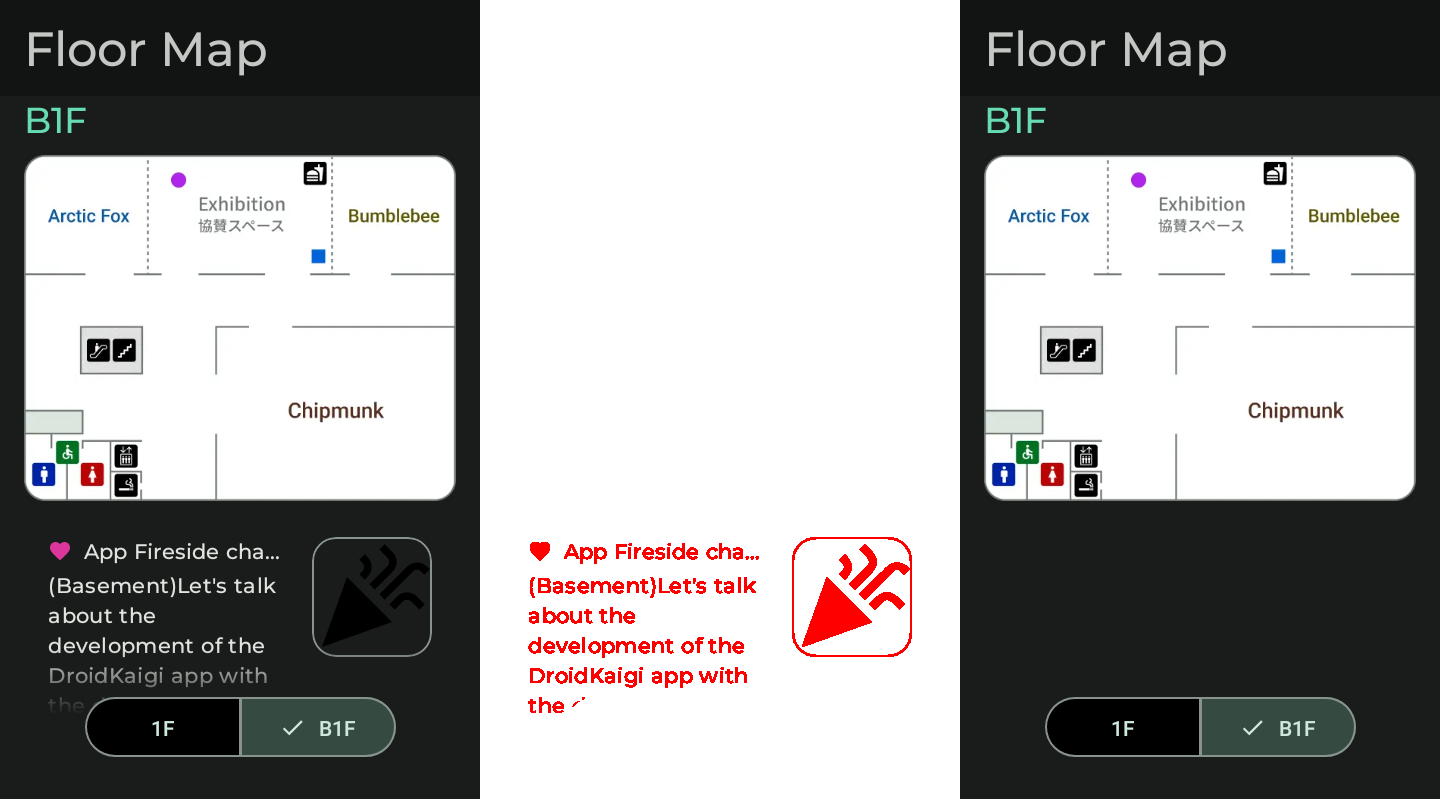 Floor Map
B1F
Arctic Fox
Exhibition
協賛スペース
Bumblebee
Chipmunk
App Fireside cha...
(Basement)Let's talk
about the
development of the
DroidKaigi app with
the
1F
B1F
App Fireside cha...
(Basement)Let's talk
about the
development of the
DroidKaigi app with
the
Floor Map
B1F
Arctic Fox
Exhibition
協賛スペース
Bumblebee
Chipmunk
1F
B1F